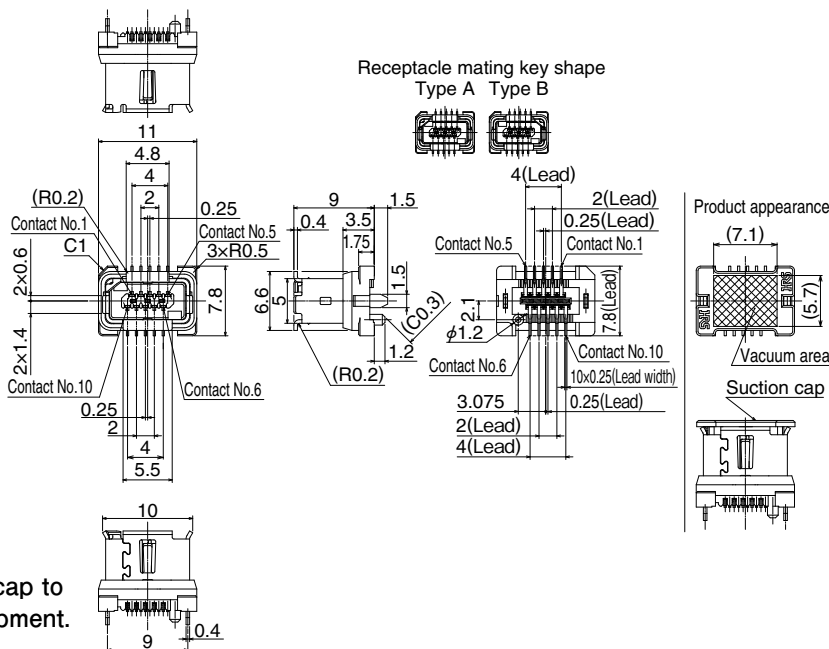 Receptacle mating key shape
Type A Type B
11
4.8
4
2
(R0.2)
0.25
Contact No.1
Contact No.5
C1
3×R0.5
2×0.6
7.8
2×1.4
Contact No.10
Contact No.6
0.25
2
4
5.5
9
1.5
0.4
3.5
1.75
1.5
6.6
5
(C0.3)
1.2
(R0.2)
4(Lead)
2(Lead)
0.25(Lead)
Contact No.5
Contact No.1
2.1
7.8(Lead)
φ1.2
Contact No.10
Contact No.6
10×0.25(Lead width)
3.075
0.25(Lead)
2(Lead)
4(Lead)
Product appearance
(7.1)
HRS
(5.7)
Vacuum area
Suction cap
10
cap to
oment.
0.4
9